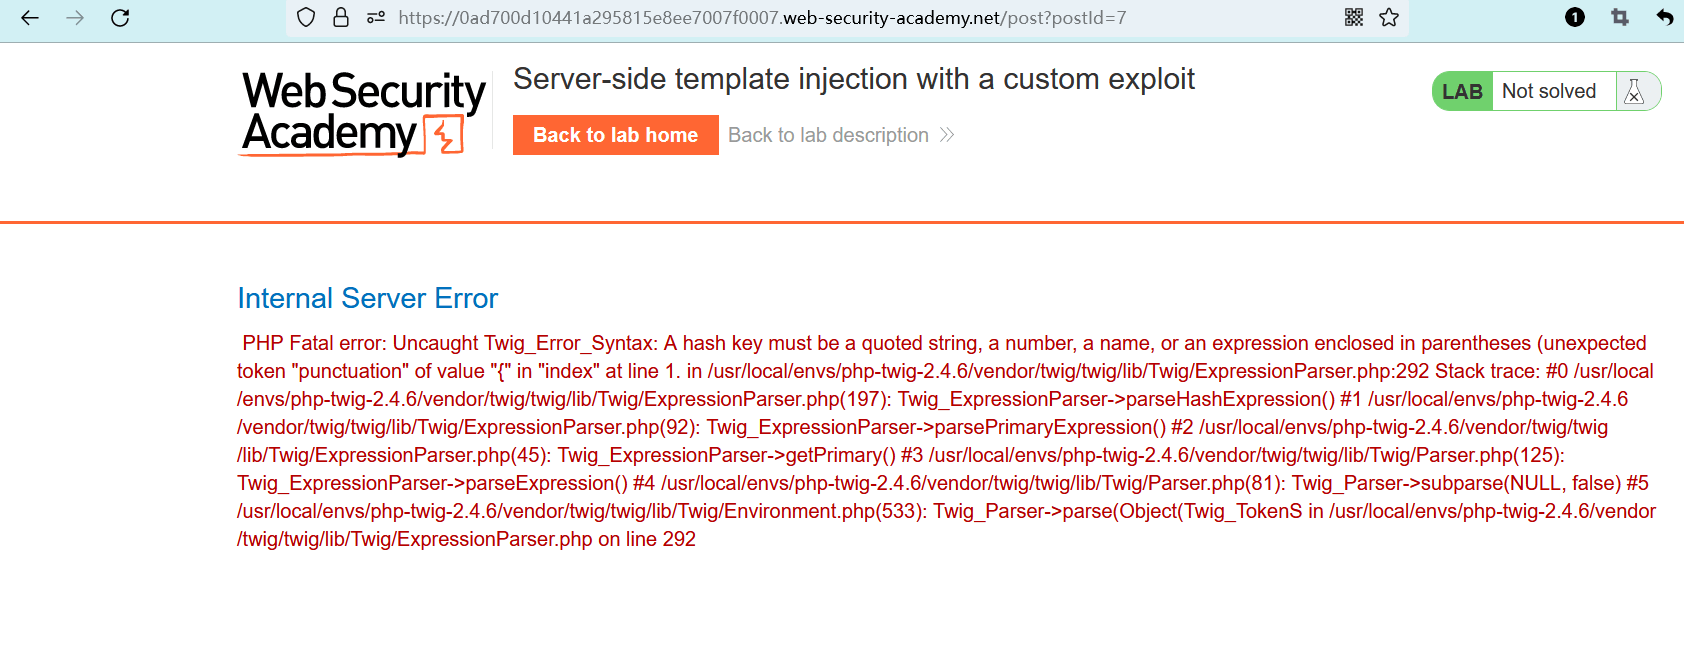 https://0ad700d10441a295815e8ee7007f0007.web-security-academy.net/post?postId=7
1
Web Security
Academy
Server-side template injection with a custom exploit
LAB Not solved
Back to lab home Back to lab description >>
Internal Server Error
PHP Fatal error: Uncaught Twig_Error_Syntax: A hash key must be a quoted string, a number, a name, or an expression enclosed in parentheses (unexpected
token "punctuation" of value "{" in "index" at line 1. in /usr/local/envs/php-twig-2.4.6/vendor/twig/twig/lib/Twig/ExpressionParser.php:292 Stack trace: #0 /usr/local
/envs/php-twig-2.4.6/vendor/twig/twig/lib/Twig/ExpressionParser.php(197): Twig_ExpressionParser->parseHashExpression() #1 /usr/local/envs/php-twig-2.4.6
/vendor/twig/twig/lib/Twig/ExpressionParser.php(92): Twig_ExpressionParser->parsePrimaryExpression() #2 /usr/local/envs/php-twig-2.4.6/vendor/twig/twig
/lib/Twig/ExpressionParser.php(45): Twig_ExpressionParser->getPrimary() #3 /usr/local/envs/php-twig-2.4.6/vendor/twig/twig/lib/Twig/Parser.php(125):
Twig_ExpressionParser->parseExpression() #4 /usr/local/envs/php-twig-2.4.6/vendor/twig/twig/lib/Twig/Parser.php(81): Twig_Parser->subparse(NULL, false) #5
/usr/local/envs/php-twig-2.4.6/vendor/twig/twig/lib/Twig/Environment.php(533): Twig_Parser->parse(Object(Twig_TokenS in /usr/local/envs/php-twig-2.4.6/vendor
/twig/twig/lib/Twig/ExpressionParser.php on line 292